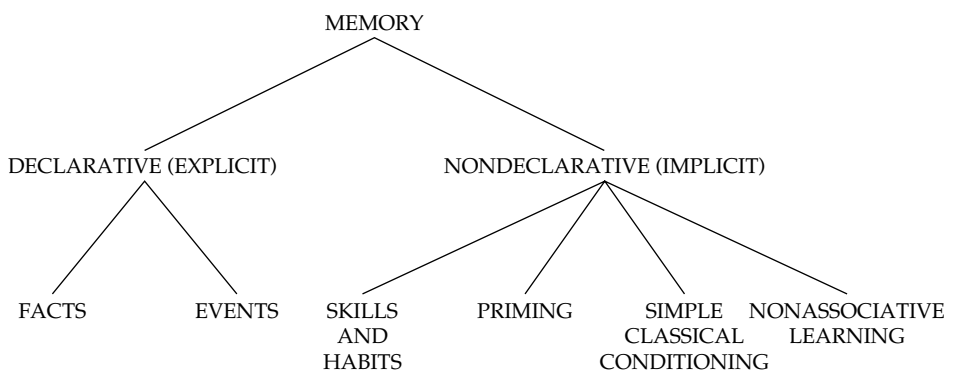 MEMORY
DECLARATIVE (EXPLICIT)
NONDECLARATIVE (IMPLICIT)
FACTS
EVENTS
SKILLS
AND
HABITS
PRIMING
SIMPLE
CLASSICAL
CONDITIONING
NONASSOCIATIVE
LEARNING